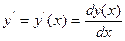 y′ = y′(x) = dy(x)/dx